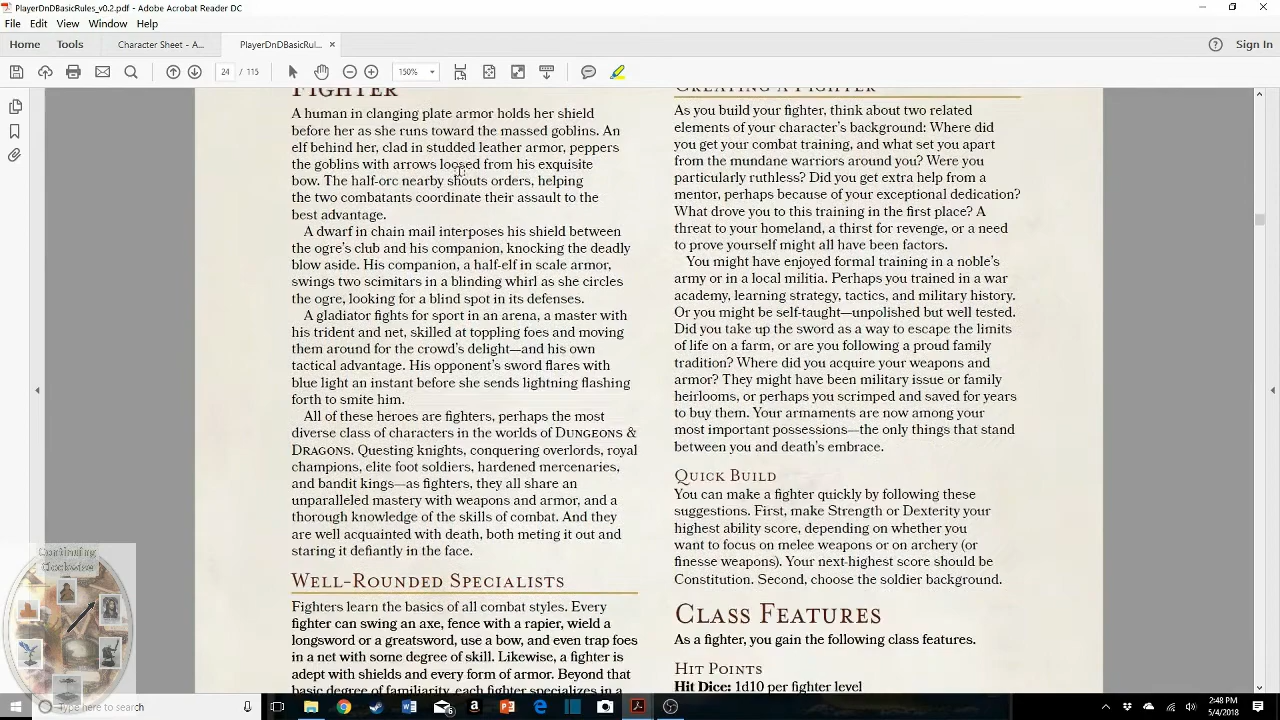 PlayerDnDBasicRules_v0.2.pdf - Adobe Acrobat Reader DC
File Edit View Window Help
Home Tools Character Sheet - A... PlayerDnDBasicRul... × Sign In
24 / 115 150%
FIGHTER
A human in clanging plate armor holds her shield
before her as she runs toward the massed goblins. An
elf behind her, clad in studded leather armor, peppers
the goblins with arrows loosed from his exquisite
bow. The half-orc nearby shouts orders, helping
the two combatants coordinate their assault to the
best advantage.
A dwarf in chain mail interposes his shield between
the ogre's club and his companion, knocking the deadly
blow aside. His companion, a half-elf in scale armor,
swings two scimitars in a blinding whirl as she circles
the ogre, looking for a blind spot in its defenses.
A gladiator fights for sport in an arena, a master with
his trident and net, skilled at toppling foes and moving
them around for the crowd's delight—and his own
tactical advantage. His opponent's sword flares with
blue light an instant before she sends lightning flashing
forth to smite him.
All of these heroes are fighters, perhaps the most
diverse class of characters in the worlds of DUNGEONS &
DRAGONS. Questing knights, conquering overlords, royal
champions, elite foot soldiers, hardened mercenaries,
and bandit kings—as fighters, they all share an
unparalleled mastery with weapons and armor, and a
thorough knowledge of the skills of combat. And they
are well acquainted with death, both meting it out and
staring it defiantly in the face.
WELL-ROUNDED SPECIALISTS
Fighters learn the basics of all combat styles. Every
fighter can swing an axe, fence with a rapier, wield a
longsword or a greatsword, use a bow, and even trap foes
in a net with some degree of skill. Likewise, a fighter is
adept with shields and every form of armor. Beyond that
basic degree of familiarity, each fighter specializes in a
CREATING A FIGHTER
As you build your fighter, think about two related
elements of your character's background: Where did
you get your combat training, and what set you apart
from the mundane warriors around you? Were you
particularly ruthless? Did you get extra help from a
mentor, perhaps because of your exceptional dedication?
What drove you to this training in the first place? A
threat to your homeland, a thirst for revenge, or a need
to prove yourself might all have been factors.
You might have enjoyed formal training in a noble's
army or in a local militia. Perhaps you trained in a war
academy, learning strategy, tactics, and military history.
Or you might be self-taught—unpolished but well tested.
Did you take up the sword as a way to escape the limits
of life on a farm, or are you following a proud family
tradition? Where did you acquire your weapons and
armor? They might have been military issue or family
heirlooms, or perhaps you scrimped and saved for years
to buy them. Your armaments are now among your
most important possessions—the only things that stand
between you and death's embrace.
QUICK BUILD
You can make a fighter quickly by following these
suggestions. First, make Strength or Dexterity your
highest ability score, depending on whether you
want to focus on melee weapons or on archery (or
finesse weapons). Your next-highest score should be
Constitution. Second, choose the soldier background.
CLASS FEATURES
As a fighter, you gain the following class features.
HIT POINTS
Hit Dice: 1d10 per fighter level
Continuing
Clockwise
Type here to search
2:48 PM
5/4/2018